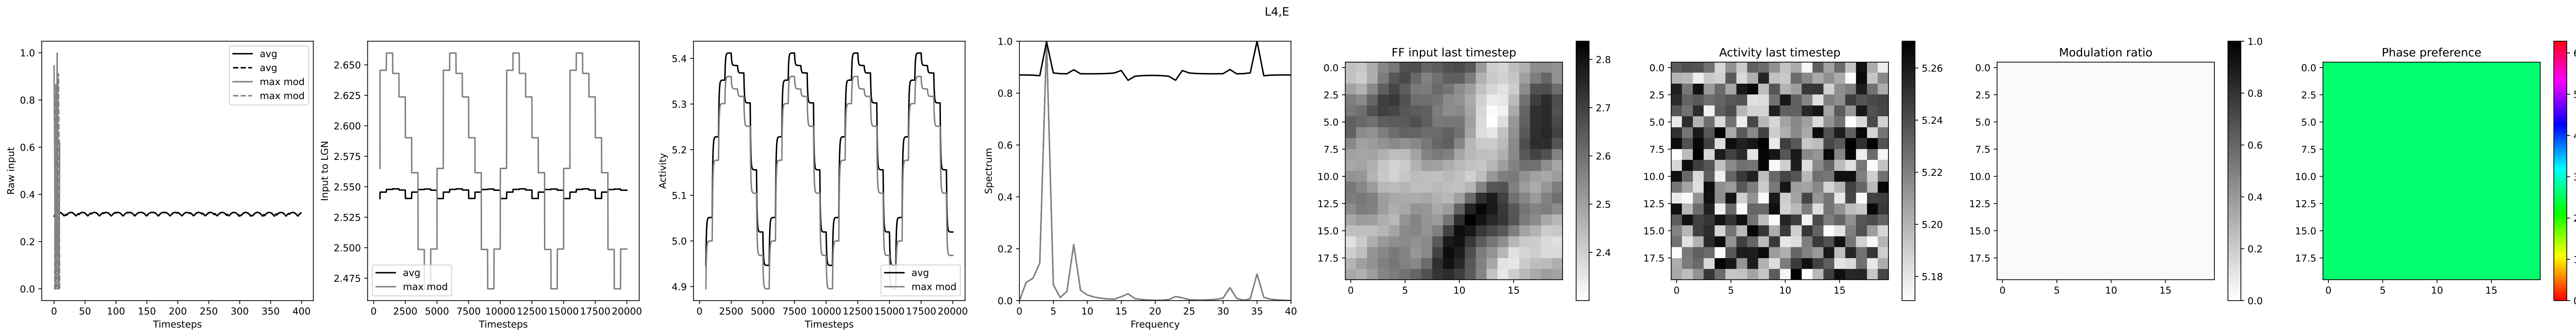 L4,E
Raw input
1.0
0.8
0.6
0.4
0.2
0.0
avg
avg
max mod
max mod
0 50 100 150 200 250 300 350 400
Timesteps
Input to LGN
2.650
2.625
2.600
2.575
2.550
2.525
2.500
2.475
avg
max mod
0 2500 5000 7500 10000 12500 15000 17500 20000
Timesteps
Activity
5.4
5.3
5.2
5.1
5.0
4.9
avg
max mod
0 2500 5000 7500 10000 12500 15000 17500 20000
Timesteps
Spectrum
1.0
0.8
0.6
0.4
0.2
0.0
0 5 10 15 20 25 30 35 40
Frequency
FF input last timestep
0.0
2.5
5.0
7.5
10.0
12.5
15.0
17.5
0 5 10 15
2.8
2.7
2.6
2.5
2.4
Activity last timestep
0.0
2.5
5.0
7.5
10.0
12.5
15.0
17.5
0 5 10 15
5.26
5.24
5.22
5.20
5.18
Modulation ratio
0.0
2.5
5.0
7.5
10.0
12.5
15.0
17.5
0 5 10 15
1.0
0.8
0.6
0.4
0.2
0.0
Phase preference
0.0
2.5
5.0
7.5
10.0
12.5
15.0
17.5
0 5 10 15